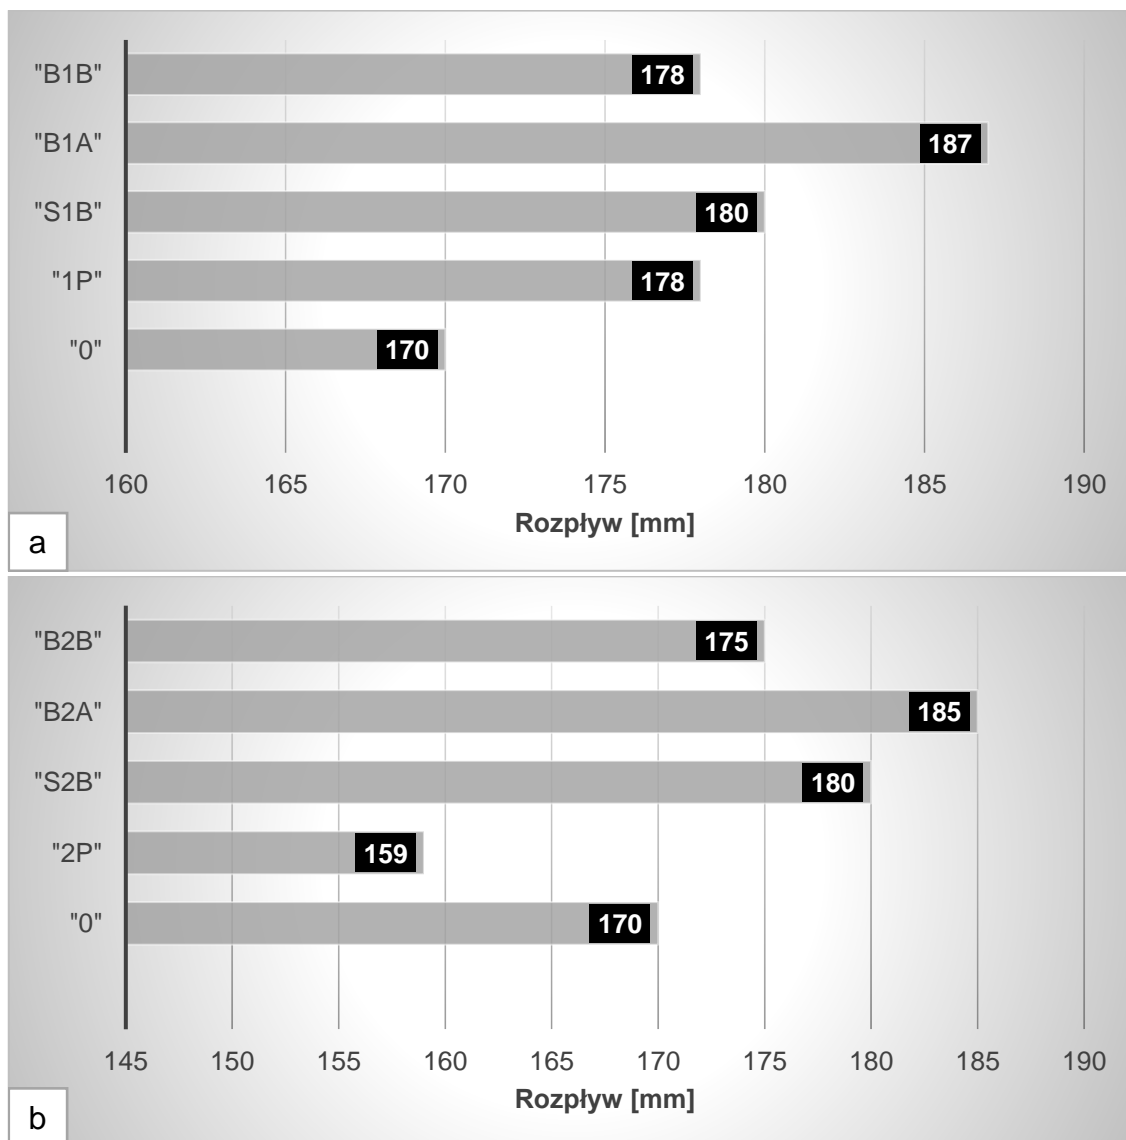 "B1B" 178
"B1A" 187
"S1B" 180
"1P" 178
"0" 170
160 165 170 175 180 185 190
Rozpływ [mm]
a
"B2B" 175
"B2A" 185
"S2B" 180
"2P" 159
"0" 170
145 150 155 160 165 170 175 180 185 190
Rozpływ [mm]
b